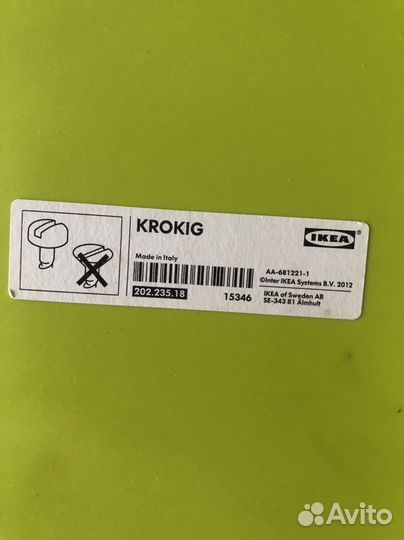 KROKIG
IKEA
Made in Italy
202.235.18
15346
AA-681221-1
©Inter IKEA Systems B.V. 2012
IKEA of Sweden AB
SE-343 81 Älmhult
Avito